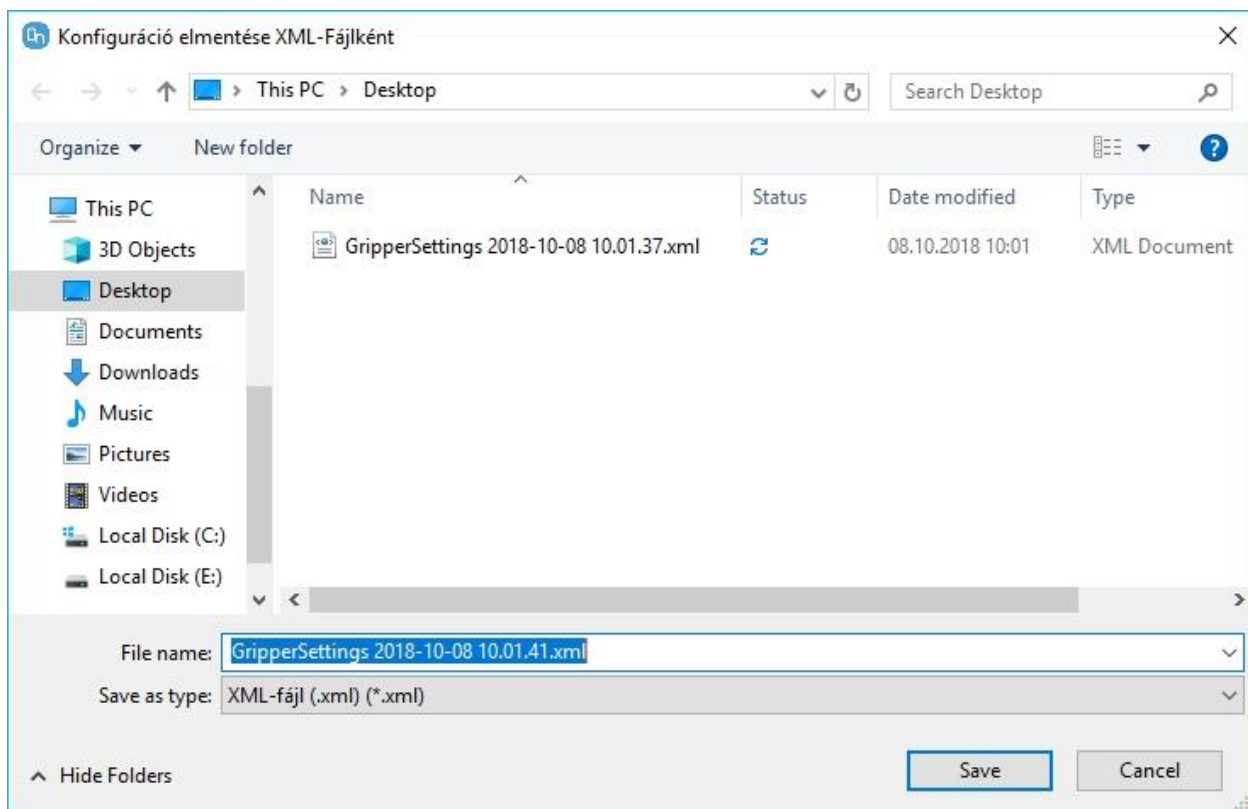 Konfiguráció elmentése XML-Fájlként
This PC > Desktop
Search Desktop
Organize
New folder
?
Name Status Date modified Type
GripperSettings 2018-10-08 10.01.37.xml 08.10.2018 10:01 XML Document
This PC
3D Objects
Desktop
Documents
Downloads
Music
Pictures
Videos
Local Disk (C:)
Local Disk (E:)
File name: GripperSettings 2018-10-08 10.01.41.xml
Save as type: XML-fájl (.xml) (*.xml)
Hide Folders
Save
Cancel